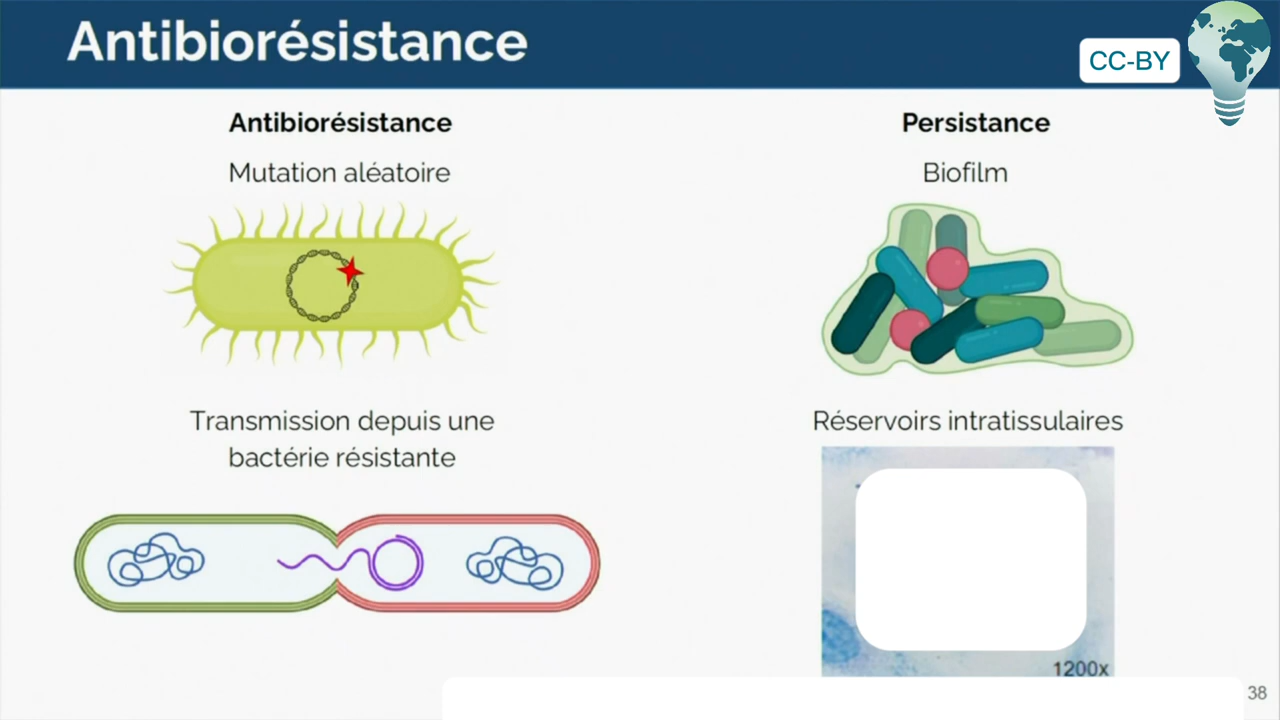 Antibiorésistance
CC-BY
Antibiorésistance
Mutation aléatoire
Transmission depuis une
bactérie résistante
Persistance
Biofilm
Réservoirs intratissulaires
1200x
38